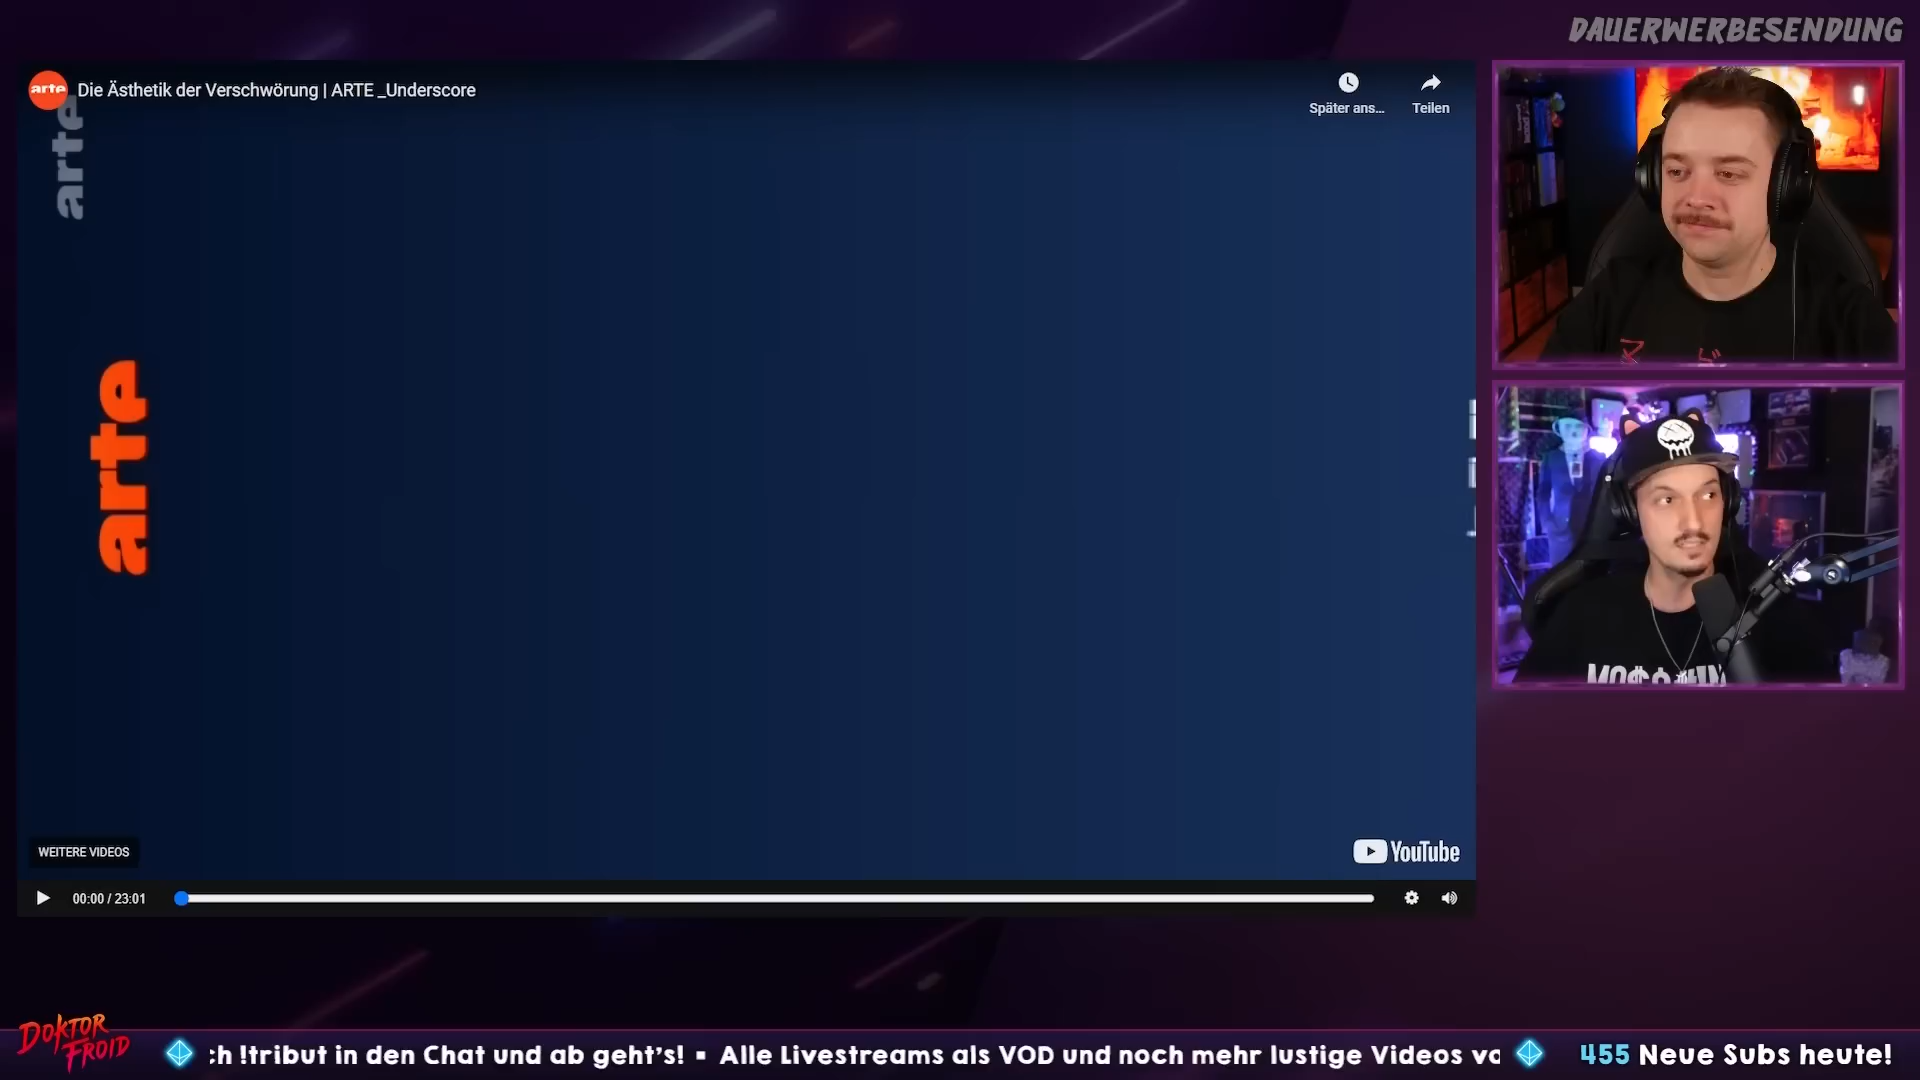 DAUERWERBESENDUNG
arte
Die Ästhetik der Verschwörung | ARTE _Underscore
Später ans...
Teilen
arte
arte
WEITERE VIDEOS
YouTube
00:00 / 23:01
DOKTOR
FROID
ch !tribut in den Chat und ab geht's! ▪ Alle Livestreams als VOD und noch mehr lustige Videos vo
455 Neue Subs heute!